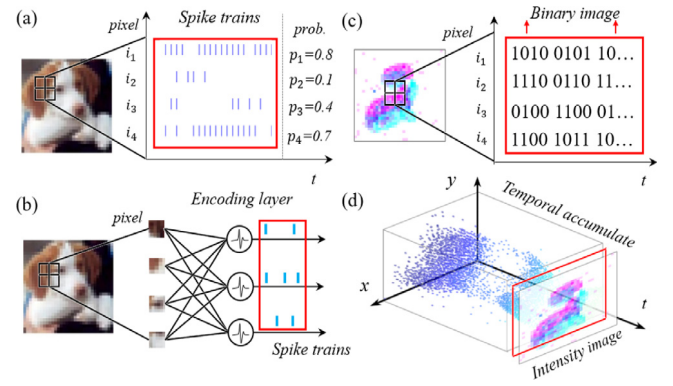 (a)
Spike trains
pixel
prob.
i₁
p₁=0.8
i₂
p₂=0.1
i₃
p₃=0.4
i₄
p₄=0.7
t
(c)
Binary image
pixel
i₁ 1010 0101 10...
i₂ 1110 0110 11...
i₃ 0100 1100 01...
i₄ 1100 1011 10...
t
(b)
Encoding layer
pixel
Spike trains
(d)
y
Temporal accumulate
x
t
Intensity image